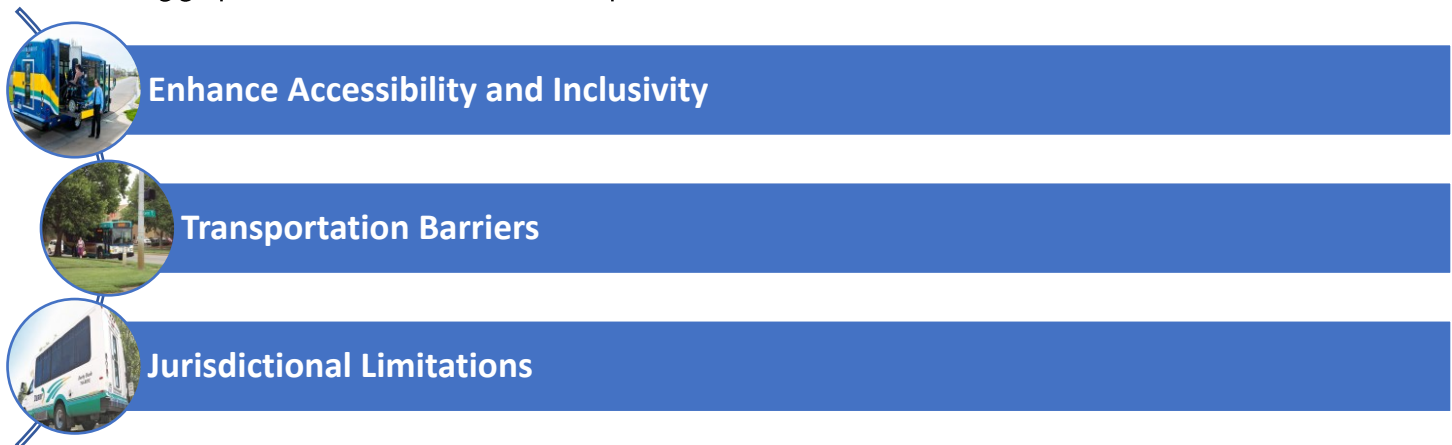 Enhance Accessibility and Inclusivity
Transportation Barriers
Jurisdictional Limitations